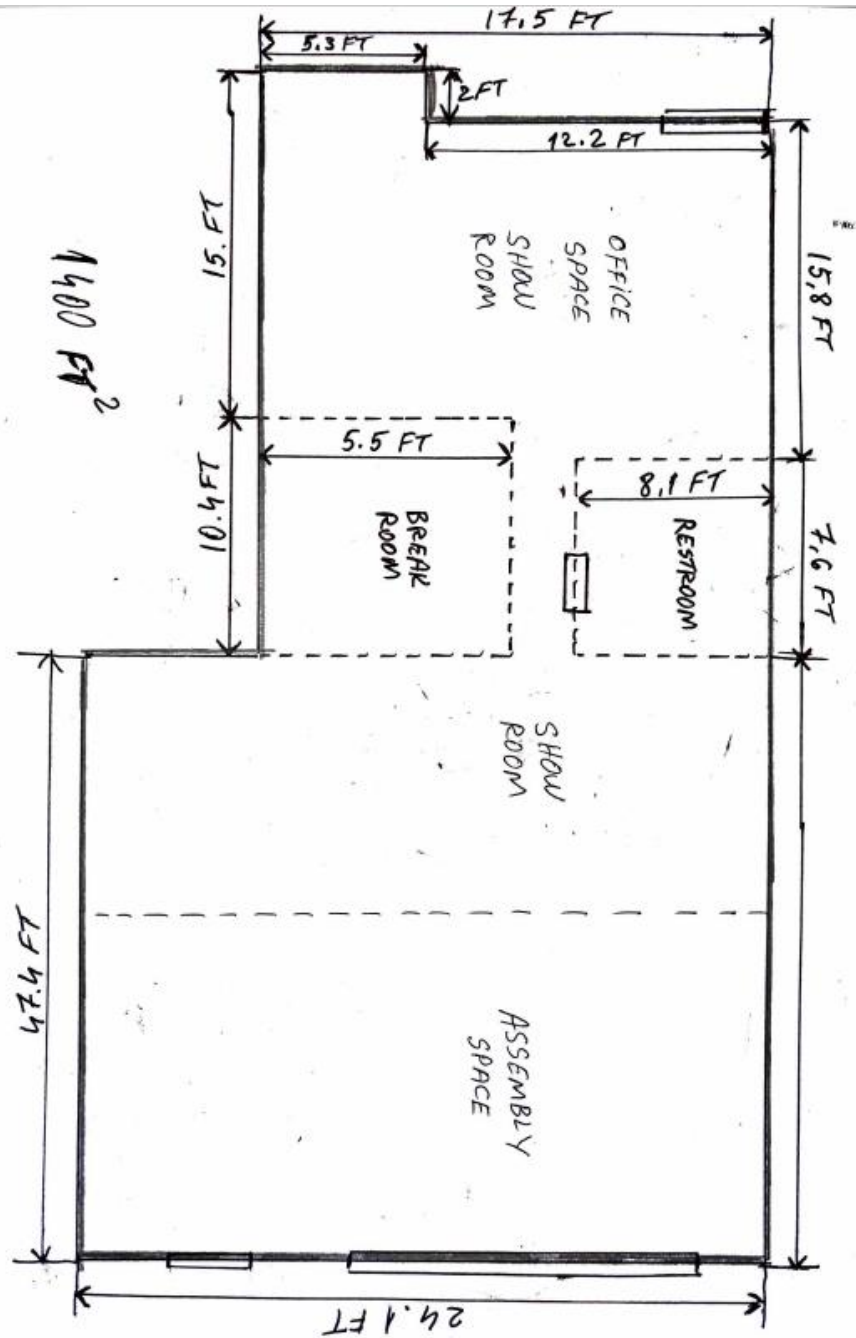 17.5 FT
5.3 FT
2 FT
12.2 FT
15. FT
15,8 FT
OFFICE
SPACE
SHOW
ROOM
1400 FT²
5.5 FT
8,1 FT
10.4 FT
7,6 FT
BREAK
ROOM
RESTROOM
SHOW
ROOM
47.4 FT
ASSEMBLY
SPACE
24.1 FT